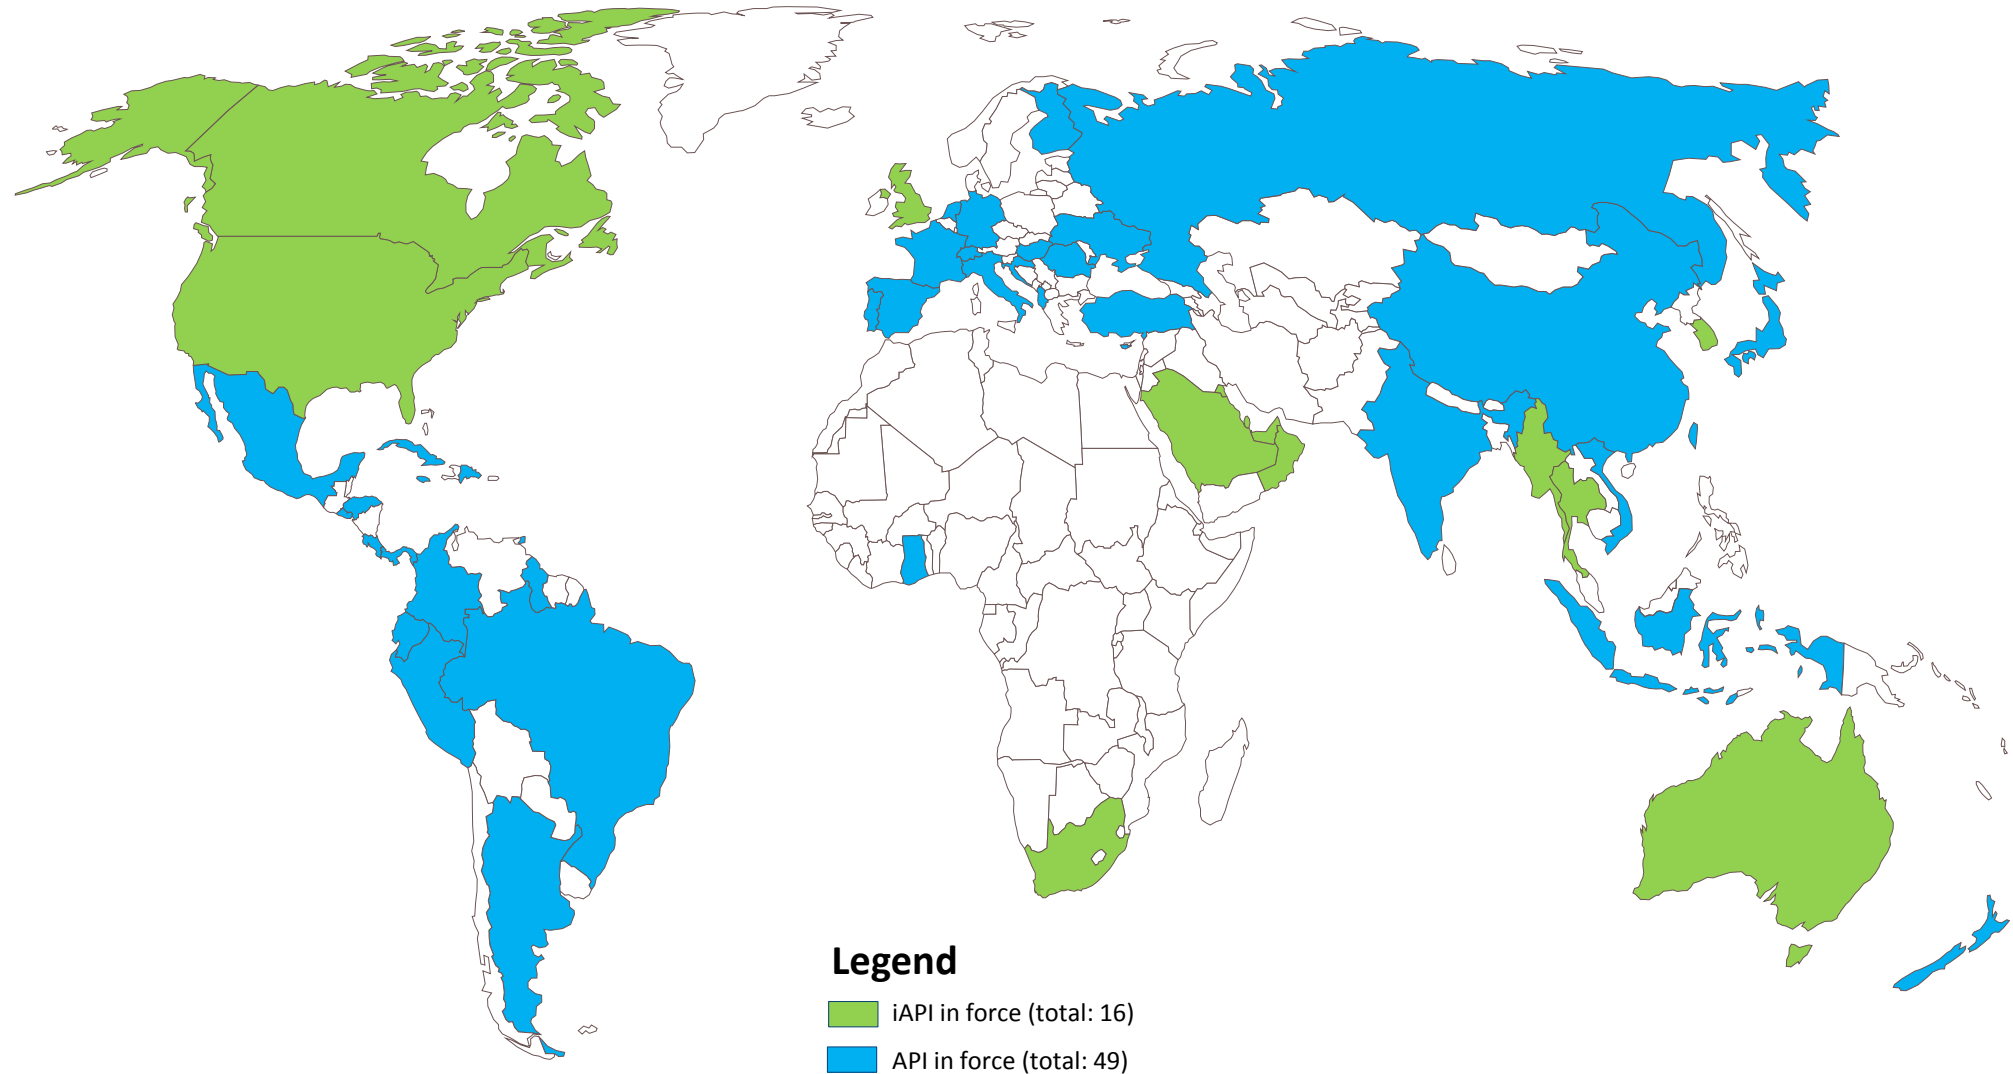 Legend
iAPI in force (total: 16)
API in force (total: 49)